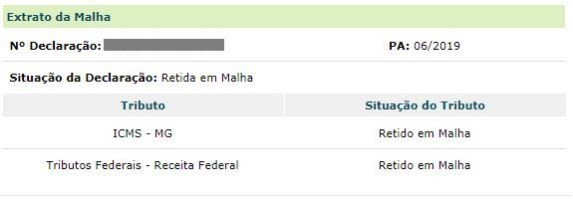 Extrato da Malha
Nº Declaração: PA: 06/2019
Situação da Declaração: Retida em Malha
Tributo Situação do Tributo
ICMS - MG Retido em Malha
Tributos Federais - Receita Federal Retido em Malha